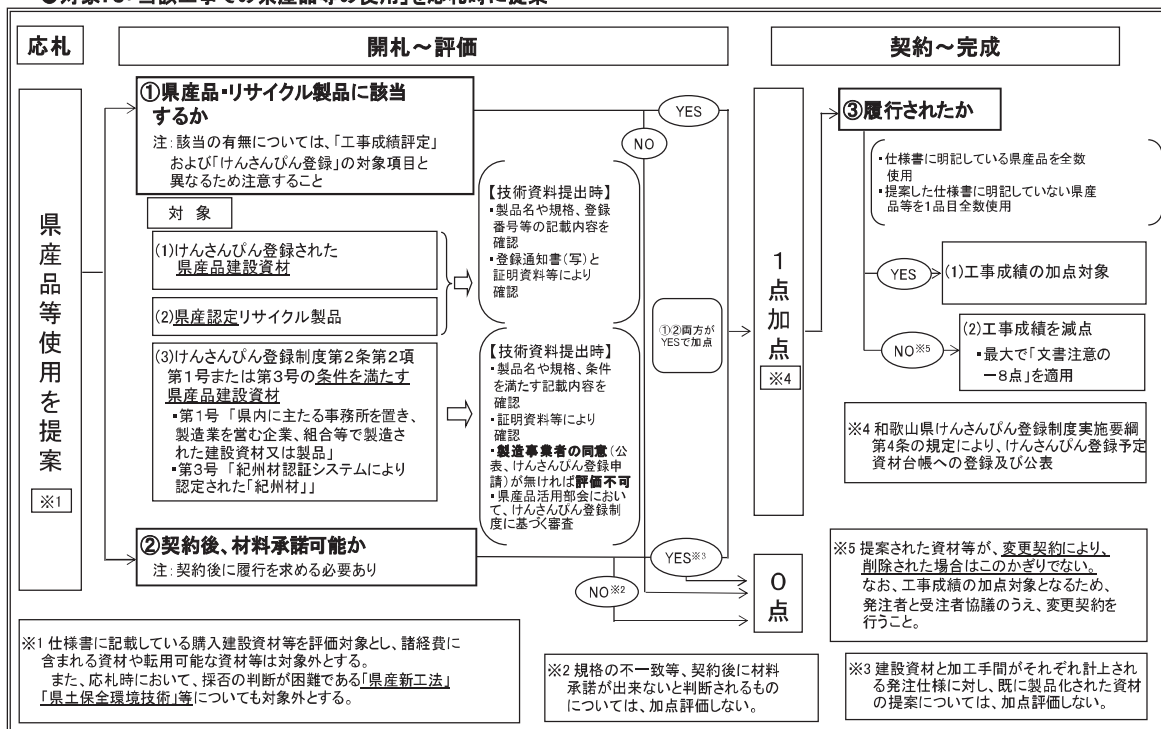 応札
開札～評価
契約～完成
県産品等使用を提案
※1
①県産品・リサイクル製品に該当
するか
注：該当の有無については、「工事成績評定」
および「けんさんぴん登録」の対象項目と
異なるため注意すること
対 象
(1)けんさんぴん登録された
県産品建設資材
(2)県産認定リサイクル製品
(3)けんさんぴん登録制度第2条第2項
第1号または第3号の条件を満たす
県産品建設資材
・第1号 「県内に主たる事務所を置き、
製造業を営む企業、組合等で製造さ
れた建設資材又は製品」
・第3号 「紀州材認証システムにより
認定された「紀州材」」
②契約後、材料承諾可能か
注：契約後に履行を求める必要あり
【技術資料提出時】
・製品名や規格、登録
番号等の記載内容を
確認
・登録通知書(写)と
証明資料等により
確認
【技術資料提出時】
・製品名や規格、条件
を満たす記載内容を
確認
・証明資料等により
確認
・製造事業者の同意(公
表、けんさんぴん登録申
請)が無ければ評価不可
・県産品活用部会におい
て、けんさんぴん登録制
度に基づく審査
YES
NO
①②両方が
YESで加点
YES※3
NO※2
1点加点
※4
0点
③履行されたか
・仕様書に明記している県産品を全数
使用
・提案した仕様書に明記していない県産
品等を1品目全数使用
YES
(1)工事成績の加点対象
NO※5
(2)工事成績を減点
・最大で「文書注意の
－8点」を適用
※4 和歌山県けんさんぴん登録制度実施要綱
第4条の規定により、けんさんぴん登録予定
資材台帳への登録及び公表
※5 提案された資材等が、変更契約により、
削除された場合はこのかぎりでない。
なお、工事成績の加点対象となるため、
発注者と受注者協議のうえ、変更契約を
行うこと。
※1 仕様書に記載している購入建設資材等を評価対象とし、諸経費に
含まれる資材や転用可能な資材等は対象外とする。
また、応札時において、採否の判断が困難である「県産新工法」
「県土保全環境技術」等についても対象外とする。
※2 規格の不一致等、契約後に材料
承諾が出来ないと判断されるもの
については、加点評価しない。
※3 建設資材と加工手間がそれぞれ計上され
る発注仕様に対し、既に製品化された資材
の提案については、加点評価しない。